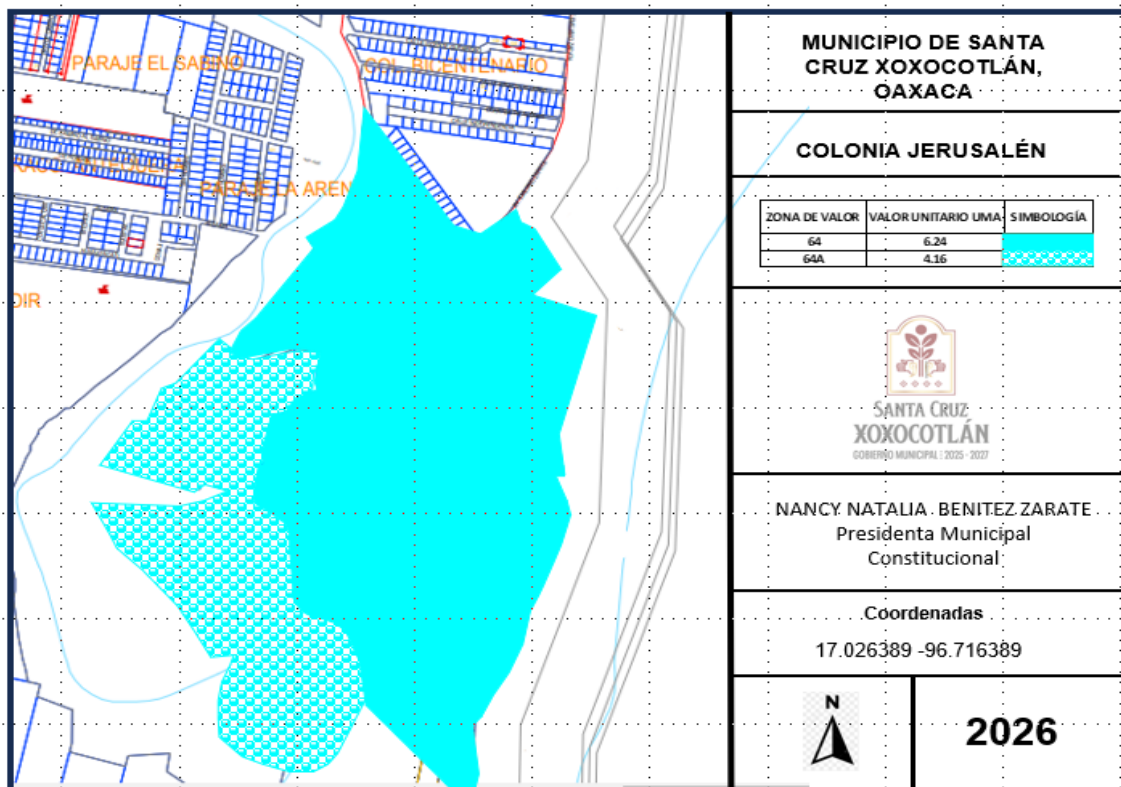 PARAJE EL SABINO
COL. BICENTENARIO
PARAJE LA AREN
OIR
MUNICIPIO DE SANTA
CRUZ XOXOCOTLÁN,
OAXACA
COLONIA JERUSALÉN
ZONA DE VALOR VALOR UNITARIO UMA SIMBOLOGÍA
64 6.24
64A 4.16
SANTA CRUZ
XOXOCOTLÁN
GOBIERNO MUNICIPAL | 2025 - 2027
NANCY NATALIA BENITEZ ZARATE
Presidenta Municipal
Constitucional
Coordenadas
17.026389 -96.716389
N
2026